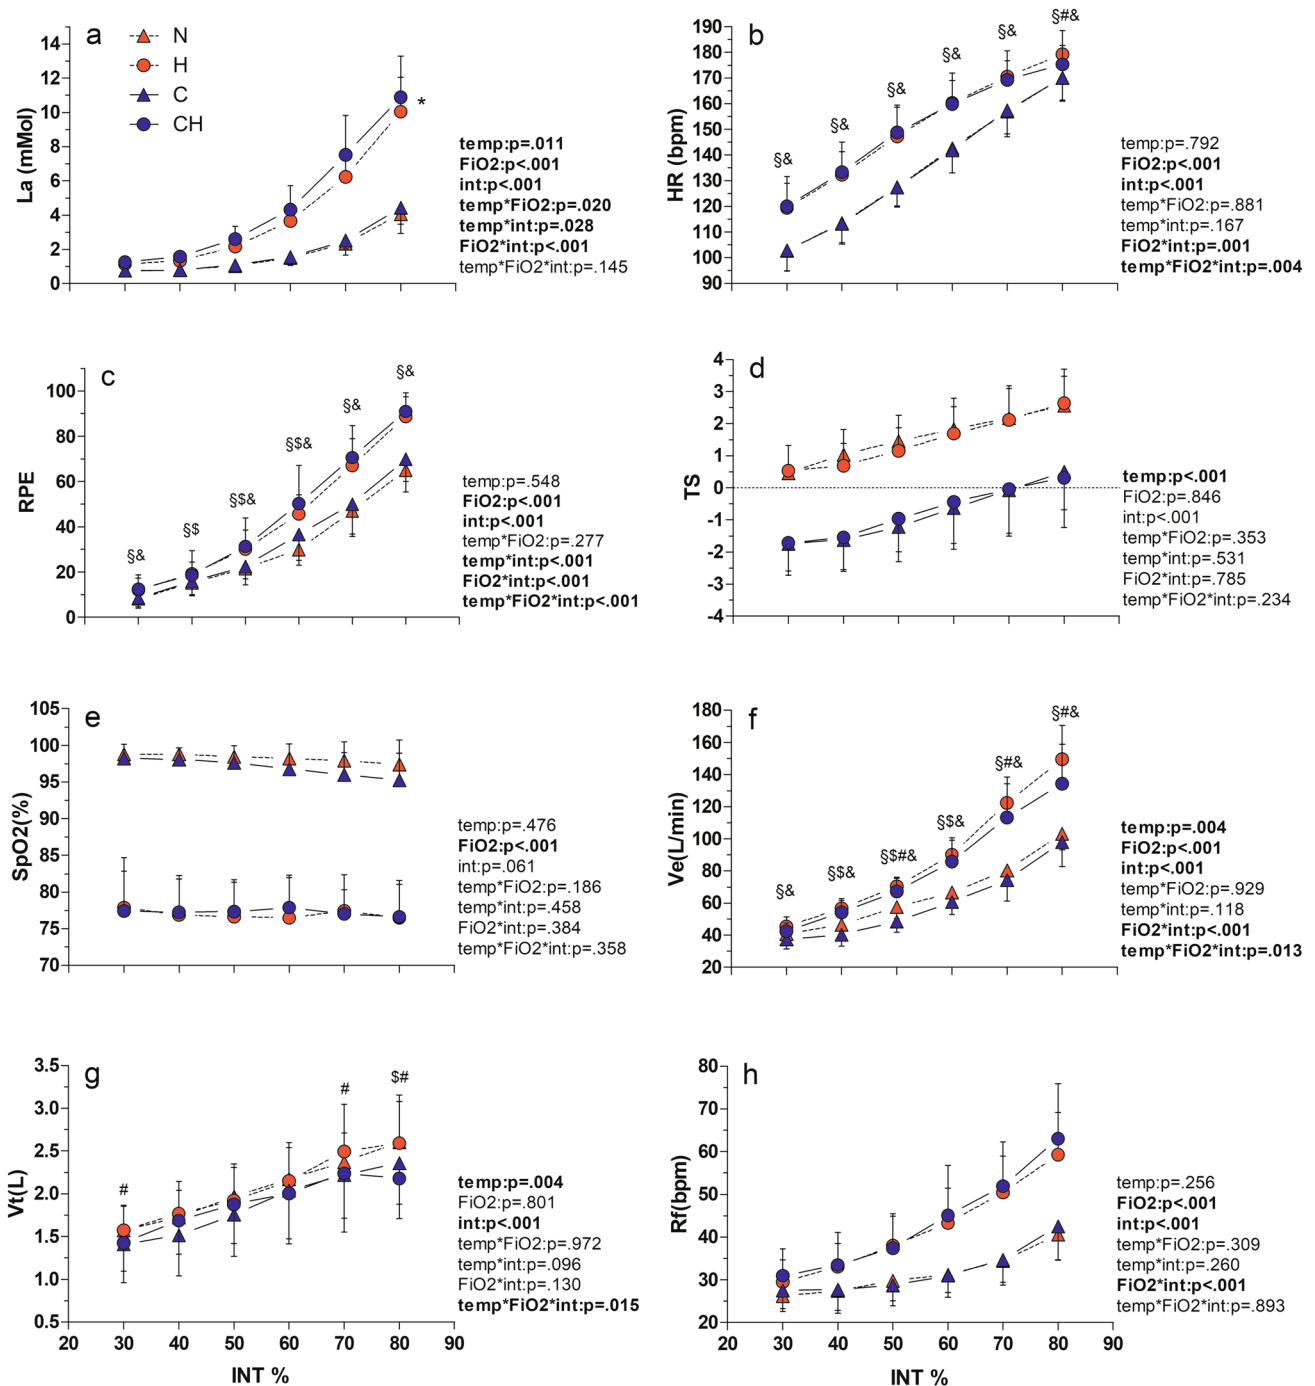 a
N
H
C
CH
14
12
10
8
6
4
2
0
La (mMol)
*
temp:p=.011
FiO2:p<.001
int:p<.001
temp*FiO2:p=.020
temp*int:p=.028
FiO2*int:p<.001
temp*FiO2*int:p=.145
b
190
180
170
160
150
140
130
120
110
100
90
HR (bpm)
§&
§&
§&
§&
§&
§#&
temp:p=.792
FiO2:p<.001
int:p<.001
temp*FiO2:p=.881
temp*int:p=.167
FiO2*int:p=.001
temp*FiO2*int:p=.004
c
100
80
60
40
20
0
RPE
§&
§$
§$&
§$&
§&
§&
temp:p=.548
FiO2:p<.001
int:p<.001
temp*FiO2:p=.277
temp*int:p<.001
FiO2*int:p<.001
temp*FiO2*int:p<.001
d
4
3
2
1
0
-1
-2
-3
-4
TS
temp:p<.001
FiO2:p=.846
int:p<.001
temp*FiO2:p=.353
temp*int:p=.531
FiO2*int:p=.785
temp*FiO2*int:p=.234
e
105
100
95
90
85
80
75
70
SpO2(%)
temp:p=.476
FiO2:p<.001
int:p=.061
temp*FiO2:p=.186
temp*int:p=.458
FiO2*int:p=.384
temp*FiO2*int:p=.358
f
180
160
140
120
100
80
60
40
20
Ve(L/min)
§&
§$&
§$#&
§$&
§#&
§#&
temp:p=.004
FiO2:p<.001
int:p<.001
temp*FiO2:p=.929
temp*int:p=.118
FiO2*int:p<.001
temp*FiO2*int:p=.013
g
3.5
3.0
2.5
2.0
1.5
1.0
0.5
Vt(L)
#
#
$#
temp:p=.004
FiO2:p=.801
int:p<.001
temp*FiO2:p=.972
temp*int:p=.096
FiO2*int:p=.130
temp*FiO2*int:p=.015
20 30 40 50 60 70 80 90
INT %
h
80
70
60
50
40
30
20
Rf(bpm)
temp:p=.256
FiO2:p<.001
int:p<.001
temp*FiO2:p=.309
temp*int:p=.260
FiO2*int:p<.001
temp*FiO2*int:p=.893
20 30 40 50 60 70 80 90
INT %